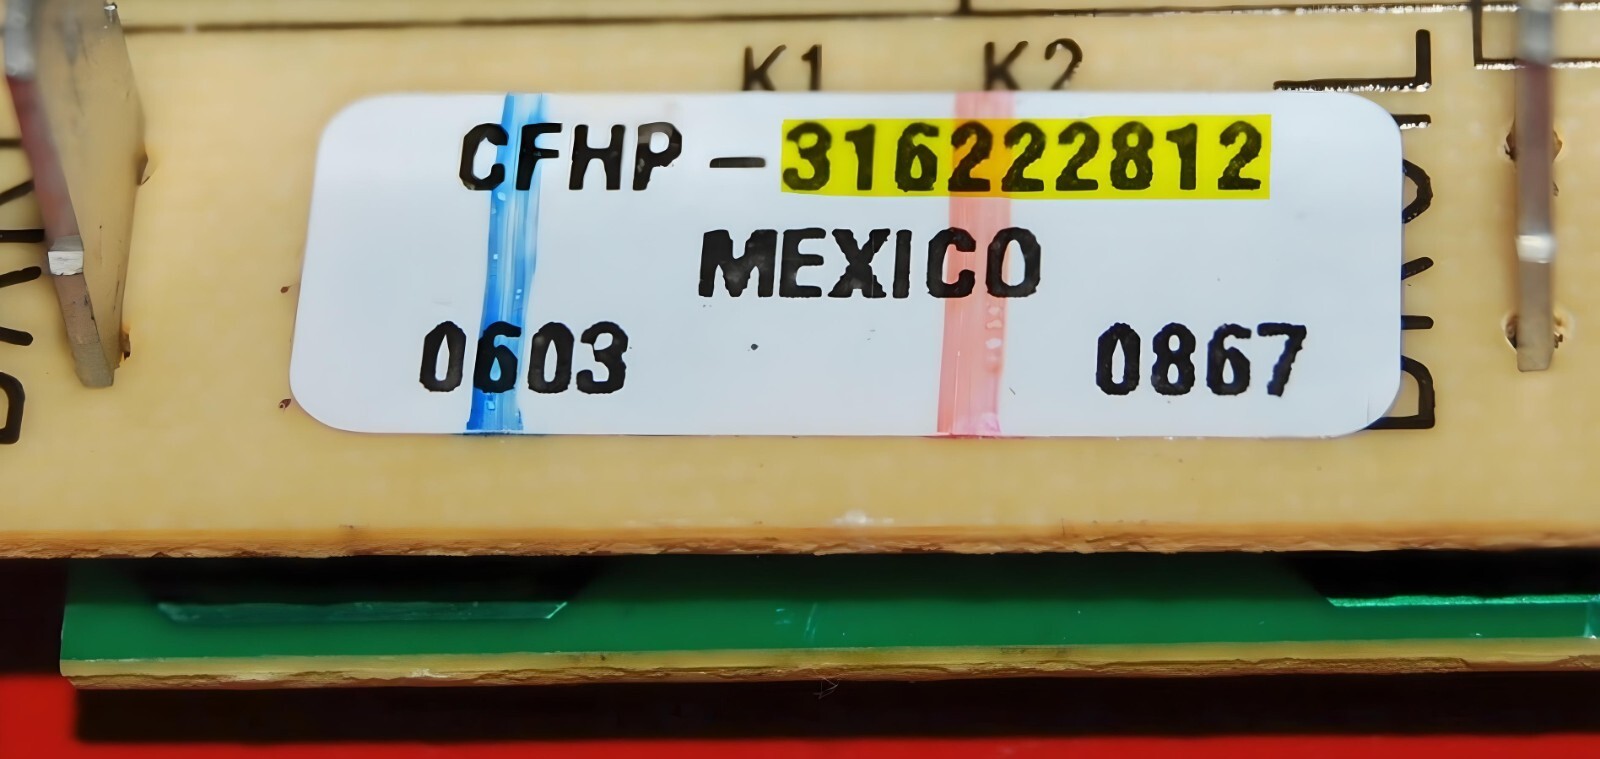 K1 K2
CFHP-316222812
MEXICO
0603 0867